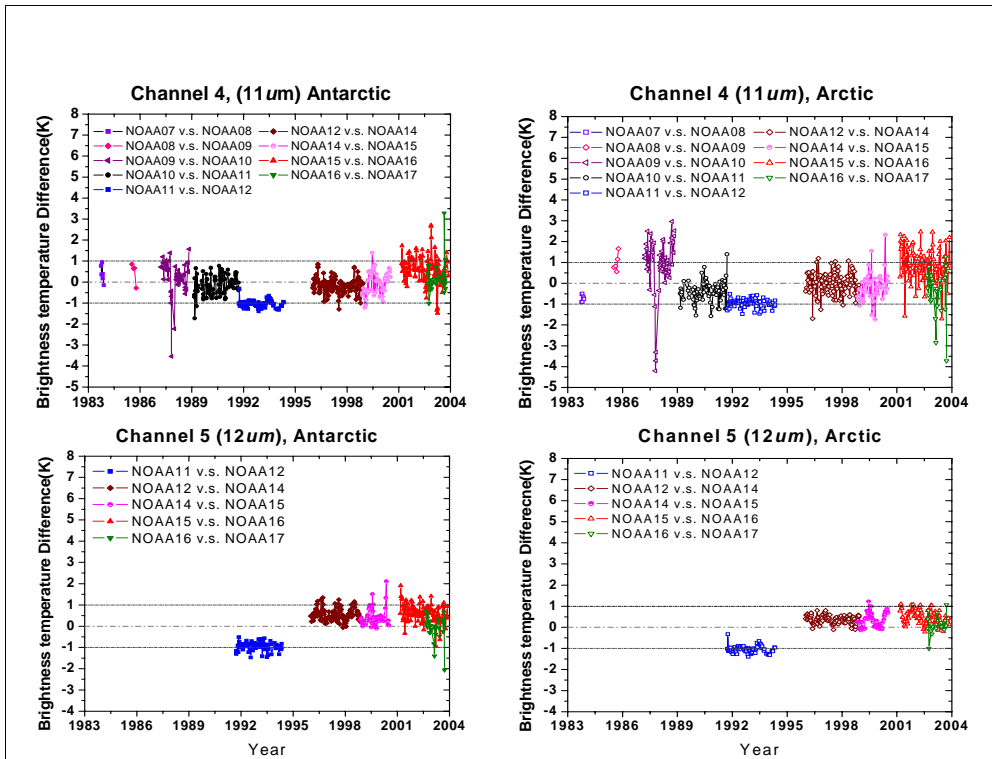 Channel 4, (11um) Antarctic
Brightness temperature Difference(K)
8
7
6
5
4
3
2
1
0
-1
-2
-3
-4
-5
NOAA07 v.s. NOAA08
NOAA08 v.s. NOAA09
NOAA09 v.s. NOAA10
NOAA10 v.s. NOAA11
NOAA11 v.s. NOAA12
NOAA12 v.s. NOAA14
NOAA14 v.s. NOAA15
NOAA15 v.s. NOAA16
NOAA16 v.s. NOAA17
1983 1986 1989 1992 1995 1998 2001 2004
Channel 4 (11um), Arctic
Brightness temperature Difference(K)
8
7
6
5
4
3
2
1
0
-1
-2
-3
-4
-5
NOAA07 v.s. NOAA08
NOAA08 v.s. NOAA09
NOAA09 v.s. NOAA10
NOAA10 v.s. NOAA11
NOAA11 v.s. NOAA12
NOAA12 v.s. NOAA14
NOAA14 v.s. NOAA15
NOAA15 v.s. NOAA16
NOAA16 v.s. NOAA17
1983 1986 1989 1992 1995 1998 2001 2004
Channel 5 (12um), Antarctic
Brightness temperature Difference(K)
8
7
6
5
4
3
2
1
0
-1
-2
-3
-4
NOAA11 v.s. NOAA12
NOAA12 v.s. NOAA14
NOAA14 v.s. NOAA15
NOAA15 v.s. NOAA16
NOAA16 v.s. NOAA17
1983 1986 1989 1992 1995 1998 2001 2004
Year
Channel 5 (12um), Arctic
Brightness temperature Differecne(K)
8
7
6
5
4
3
2
1
0
-1
-2
-3
-4
NOAA11 v.s. NOAA12
NOAA12 v.s. NOAA14
NOAA14 v.s. NOAA15
NOAA15 v.s. NOAA16
NOAA16 v.s. NOAA17
1983 1986 1989 1992 1995 1998 2001 2004
Year